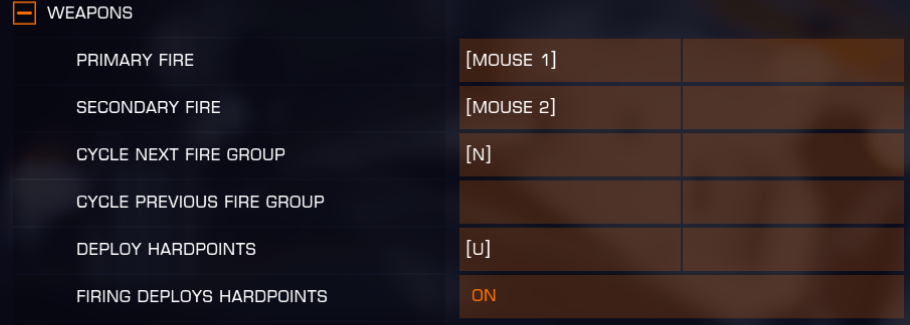 WEAPONS
PRIMARY FIRE [MOUSE 1]
SECONDARY FIRE [MOUSE 2]
CYCLE NEXT FIRE GROUP [N]
CYCLE PREVIOUS FIRE GROUP
DEPLOY HARDPOINTS [U]
FIRING DEPLOYS HARDPOINTS ON